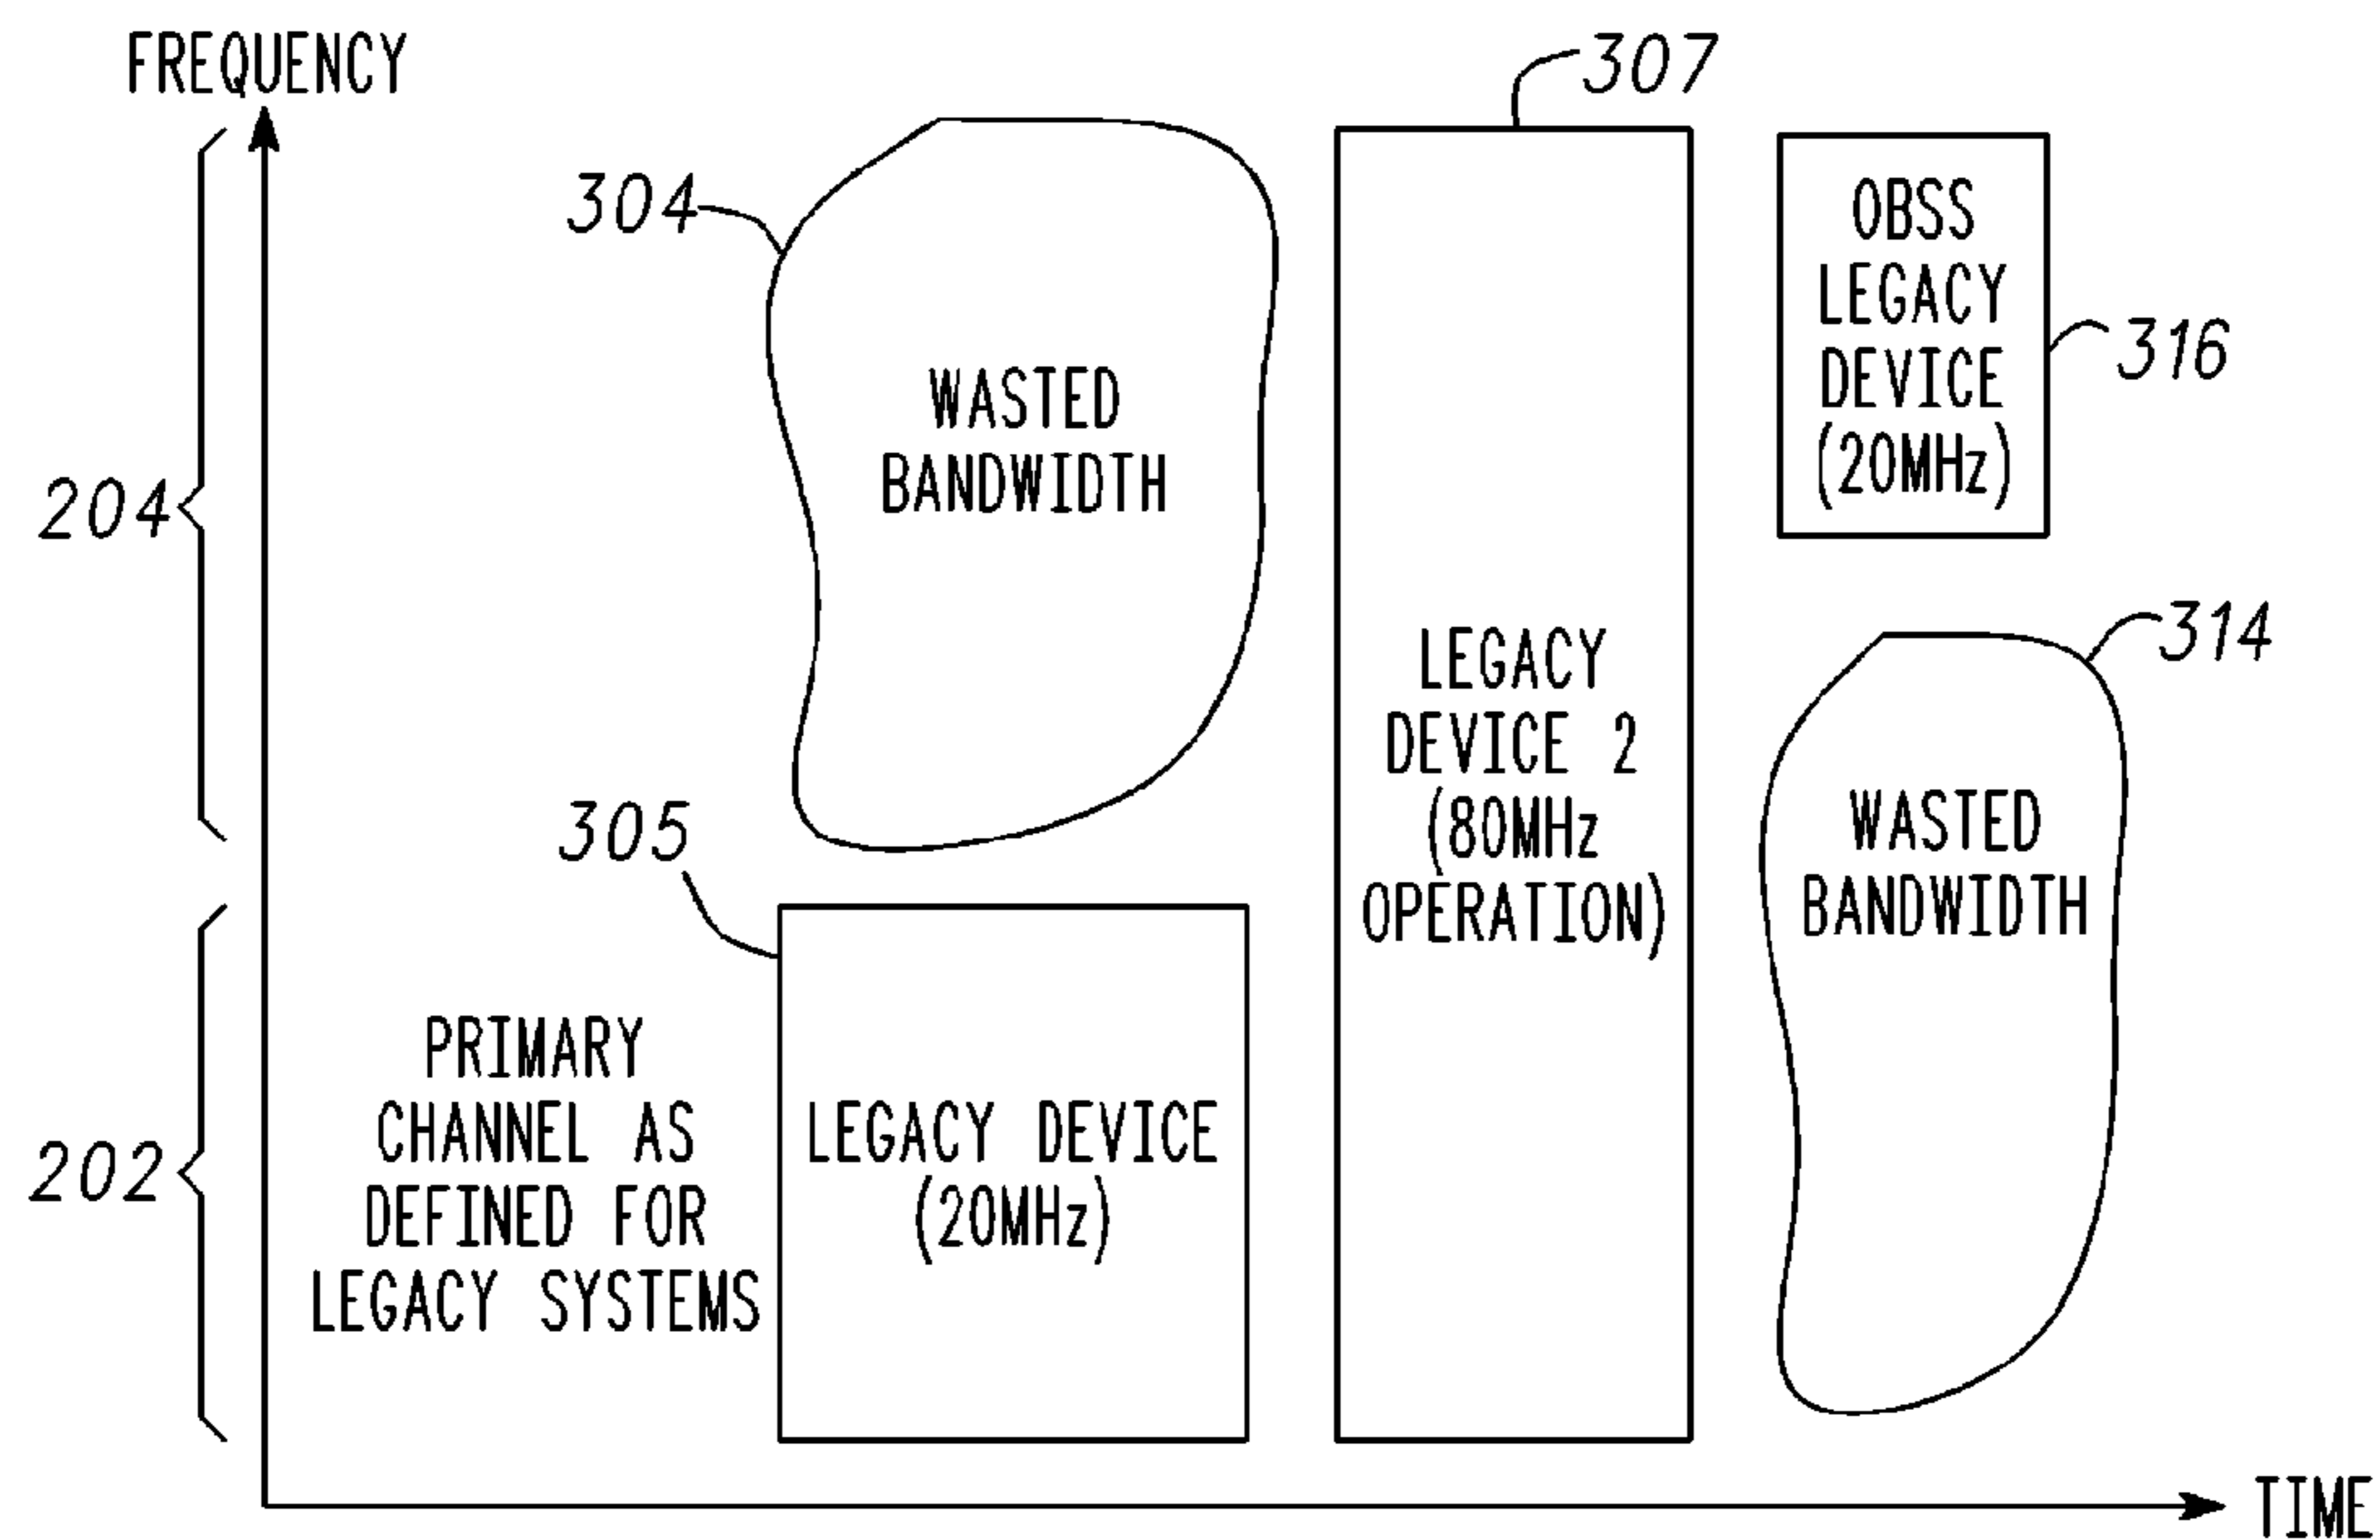 FREQUENCY
307
304
OBSS
LEGACY
DEVICE
(20MHz)
316
WASTED
BANDWIDTH
204
314
LEGACY
DEVICE 2
(80MHz
OPERATION)
305
WASTED
BANDWIDTH
PRIMARY
CHANNEL AS
DEFINED FOR
LEGACY SYSTEMS
LEGACY DEVICE
(20MHz)
202
TIME